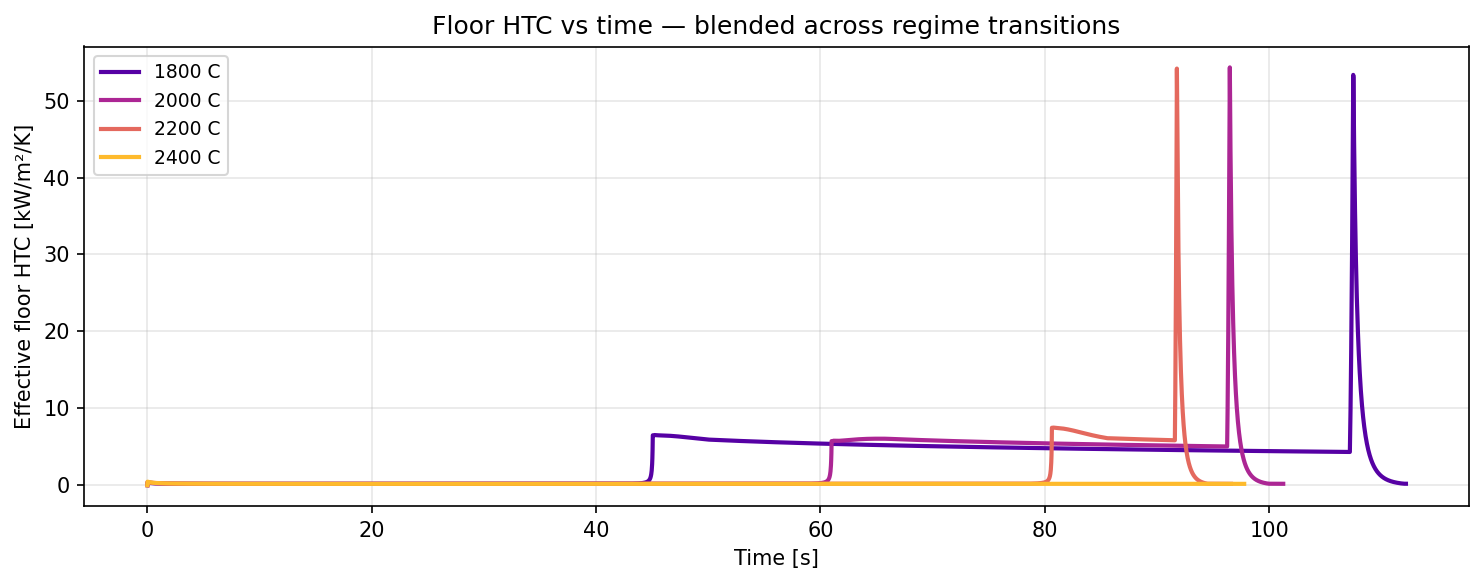 Floor HTC vs time — blended across regime transitions
Effective floor HTC [kW/m²/K]
50
40
30
20
10
0
1800 C
2000 C
2200 C
2400 C
0 20 40 60 80 100
Time [s]